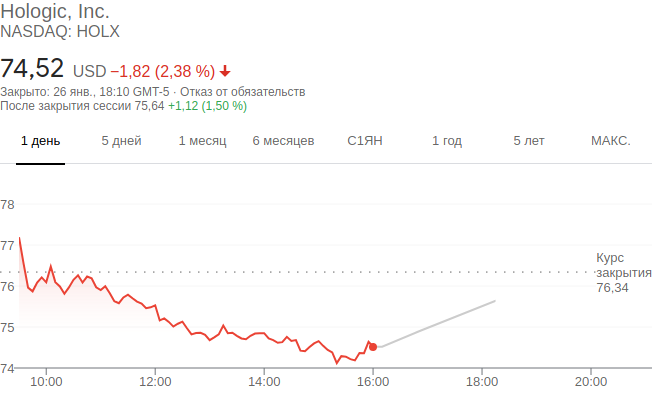 Hologic, Inc.
NASDAQ: HOLX
74,52 USD −1,82 (2,38 %)
Закрыто: 26 янв., 18:10 GMT-5 · Отказ от обязательств
После закрытия сессии 75,64 +1,12 (1,50 %)
1 день 5 дней 1 месяц 6 месяцев С1ЯН 1 год 5 лет МАКС.
78
77
Курс
закрытия
76,34
76
75
74
10:00 12:00 14:00 16:00 18:00 20:00